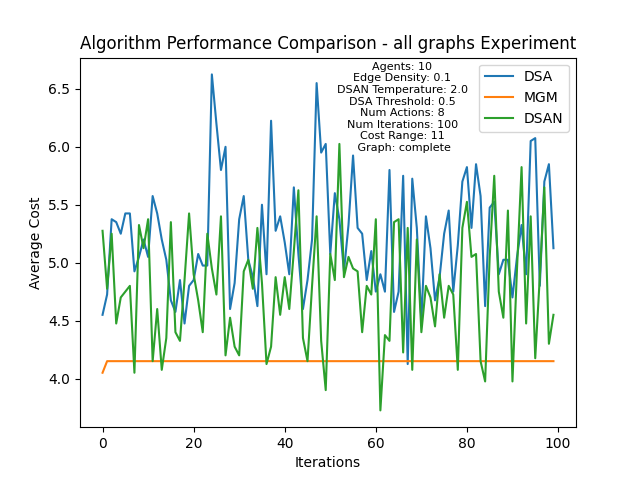 Algorithm Performance Comparison - all graphs Experiment
Agents: 10
Edge Density: 0.1
DSAN Temperature: 2.0
DSA Threshold: 0.5
Num Actions: 8
Num Iterations: 100
Cost Range: 11
Graph: complete
DSA
MGM
DSAN
Average Cost
6.5
6.0
5.5
5.0
4.5
4.0
0
20
40
60
80
100
Iterations